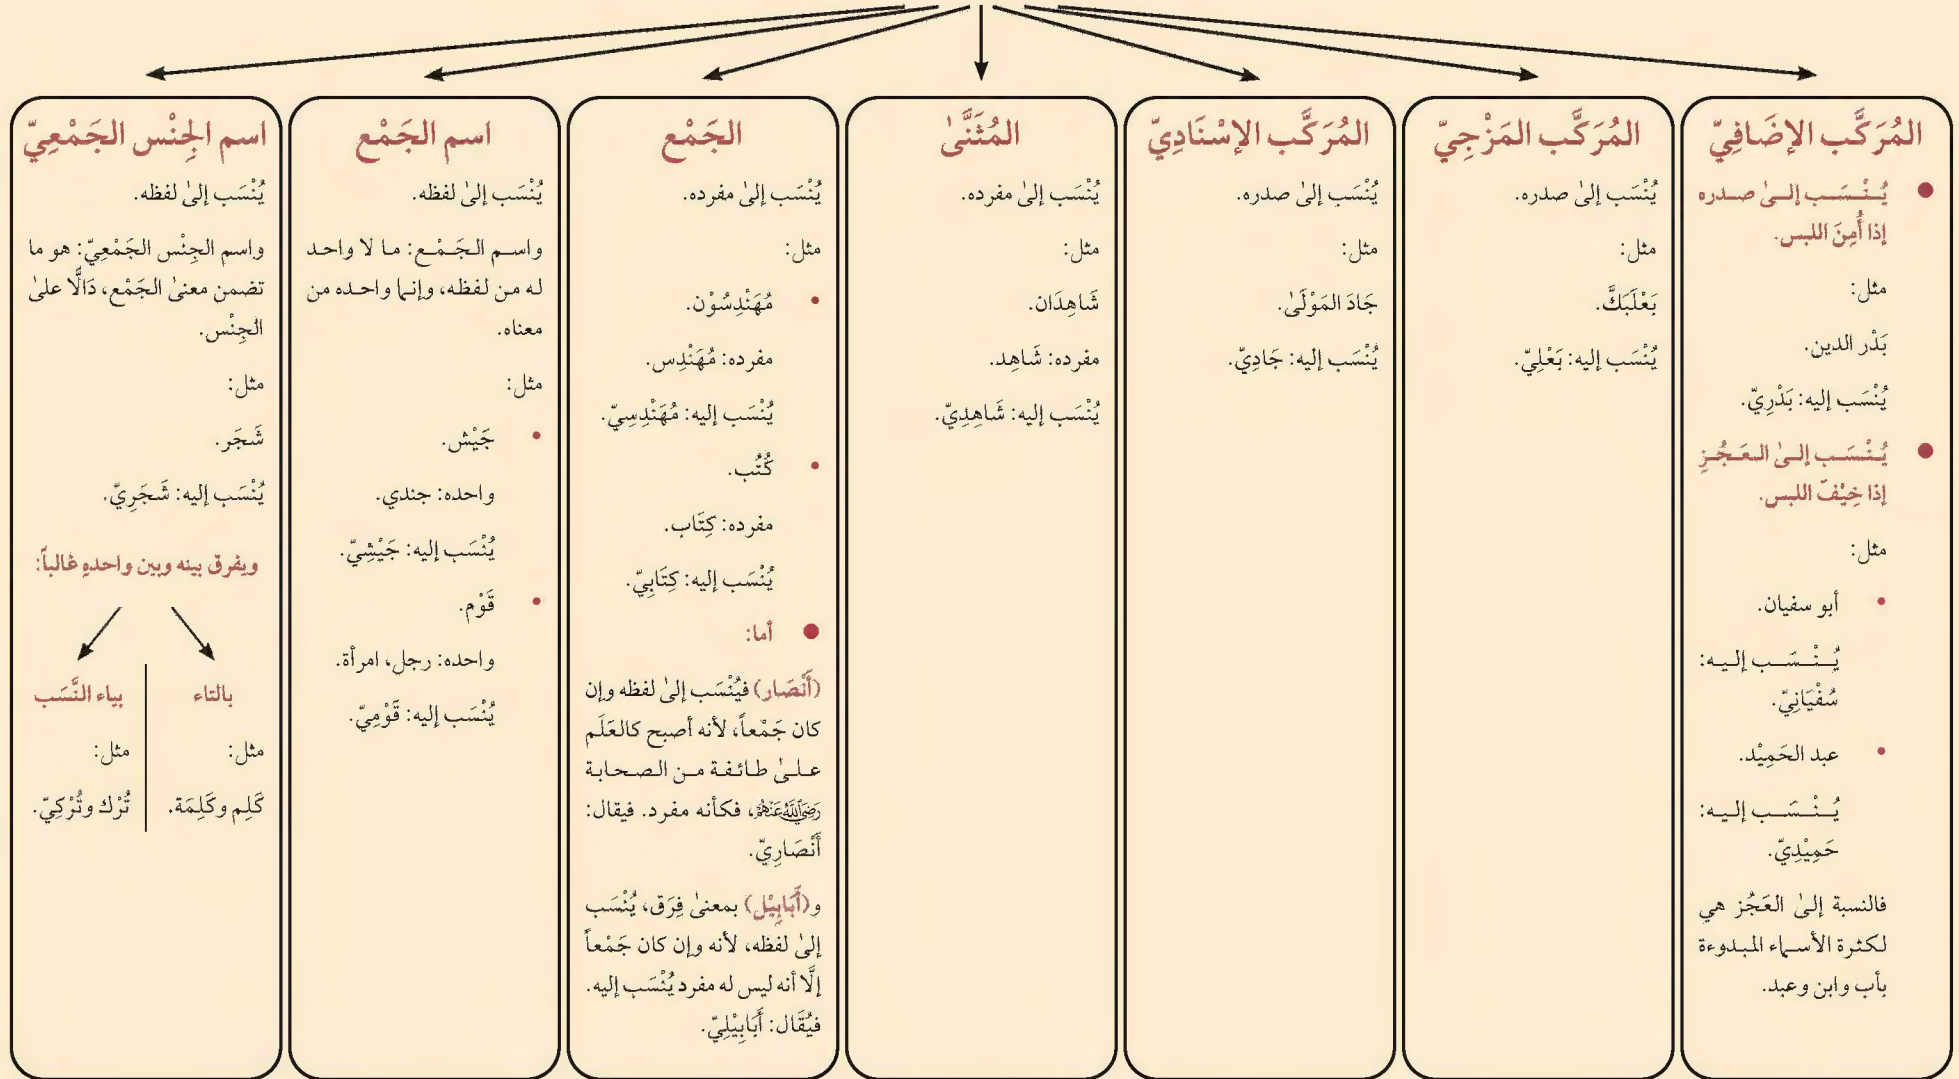 المُرَكَّب الإضَافِيّ
● يُنْسَب إلىٰ صدره
إذا أُمِنَ اللبس.
مثل:
بَدْر الدين.
يُنْسَب إليه: بَدْرِيّ.
● يُنْسَب إلىٰ العَجُزِ
إذا خِيْفَ اللبس.
مثل:
• أبو سفيان.
يُنْسَب إليه:
سُفْيَانِيّ.
• عبد الحَمِيْد.
يُنْسَب إليه:
حَمِيْدِيّ.
فالنسبة إلىٰ العَجُز هي
لكثرة الأسماء المبدوءة
بأب وابن وعبد.
المُرَكَّب المَزْجِيّ
يُنْسَب إلىٰ صدره.
مثل:
بَعْلَبَكَّ.
يُنْسَب إليه: بَعْلِيّ.
المُرَكَّب الإسْنَادِيّ
يُنْسَب إلىٰ صدره.
مثل:
جَادَ المَوْلَىٰ.
يُنْسَب إليه: جَادِيّ.
المُثَنَّىٰ
يُنْسَب إلىٰ مفرده.
مثل:
شَاهِدَان.
مفرده: شَاهِد.
يُنْسَب إليه: شَاهِدِيّ.
الجَمْع
يُنْسَب إلىٰ مفرده.
مثل:
• مُهَنْدِسُوْن.
مفرده: مُهَنْدِس.
يُنْسَب إليه: مُهَنْدِسِيّ.
• كُتُب.
مفرده: كِتَاب.
يُنْسَب إليه: كِتَابِيّ.
● أما:
(أَنْصَار) فيُنْسَب إلىٰ لفظه وإن
كان جَمْعاً، لأنه أصبح كالعَلَم
علىٰ طائفة من الصحابة
رَضِيَ اللَّهُ عَنْهُمْ، فكأنه مفرد. فيقال:
أَنْصَارِيّ.
و(أَبَابِيْل) بمعنىٰ فِرَق، يُنْسَب
إلىٰ لفظه، لأنه وإن كان جَمْعاً
إلَّا أنه ليس له مفرد يُنْسَب إليه.
فيُقَال: أَبَابِيْلِيّ.
اسم الجَمْع
يُنْسَب إلىٰ لفظه.
واسم الجَمْع: ما لا واحد
له من لفظه، وإنما واحده من
معناه.
مثل:
• جَيْش.
واحده: جندي.
يُنْسَب إليه: جَيْشِيّ.
• قَوْم.
واحده: رجل، امرأة.
يُنْسَب إليه: قَوْمِيّ.
اسم الجِنْس الجَمْعِيّ
يُنْسَب إلىٰ لفظه.
واسم الجِنْس الجَمْعِيّ: هو ما
تضمن معنىٰ الجَمْع، دَالًّا علىٰ
الجِنْس.
مثل:
شَجَر.
يُنْسَب إليه: شَجَرِيّ.
ويفرق بينه وبين واحدهِ غالباً:
بالتاء
مثل:
كَلِم وكَلِمَة.
بياء النَّسَب
مثل:
تُرْك وتُرْكِيّ.